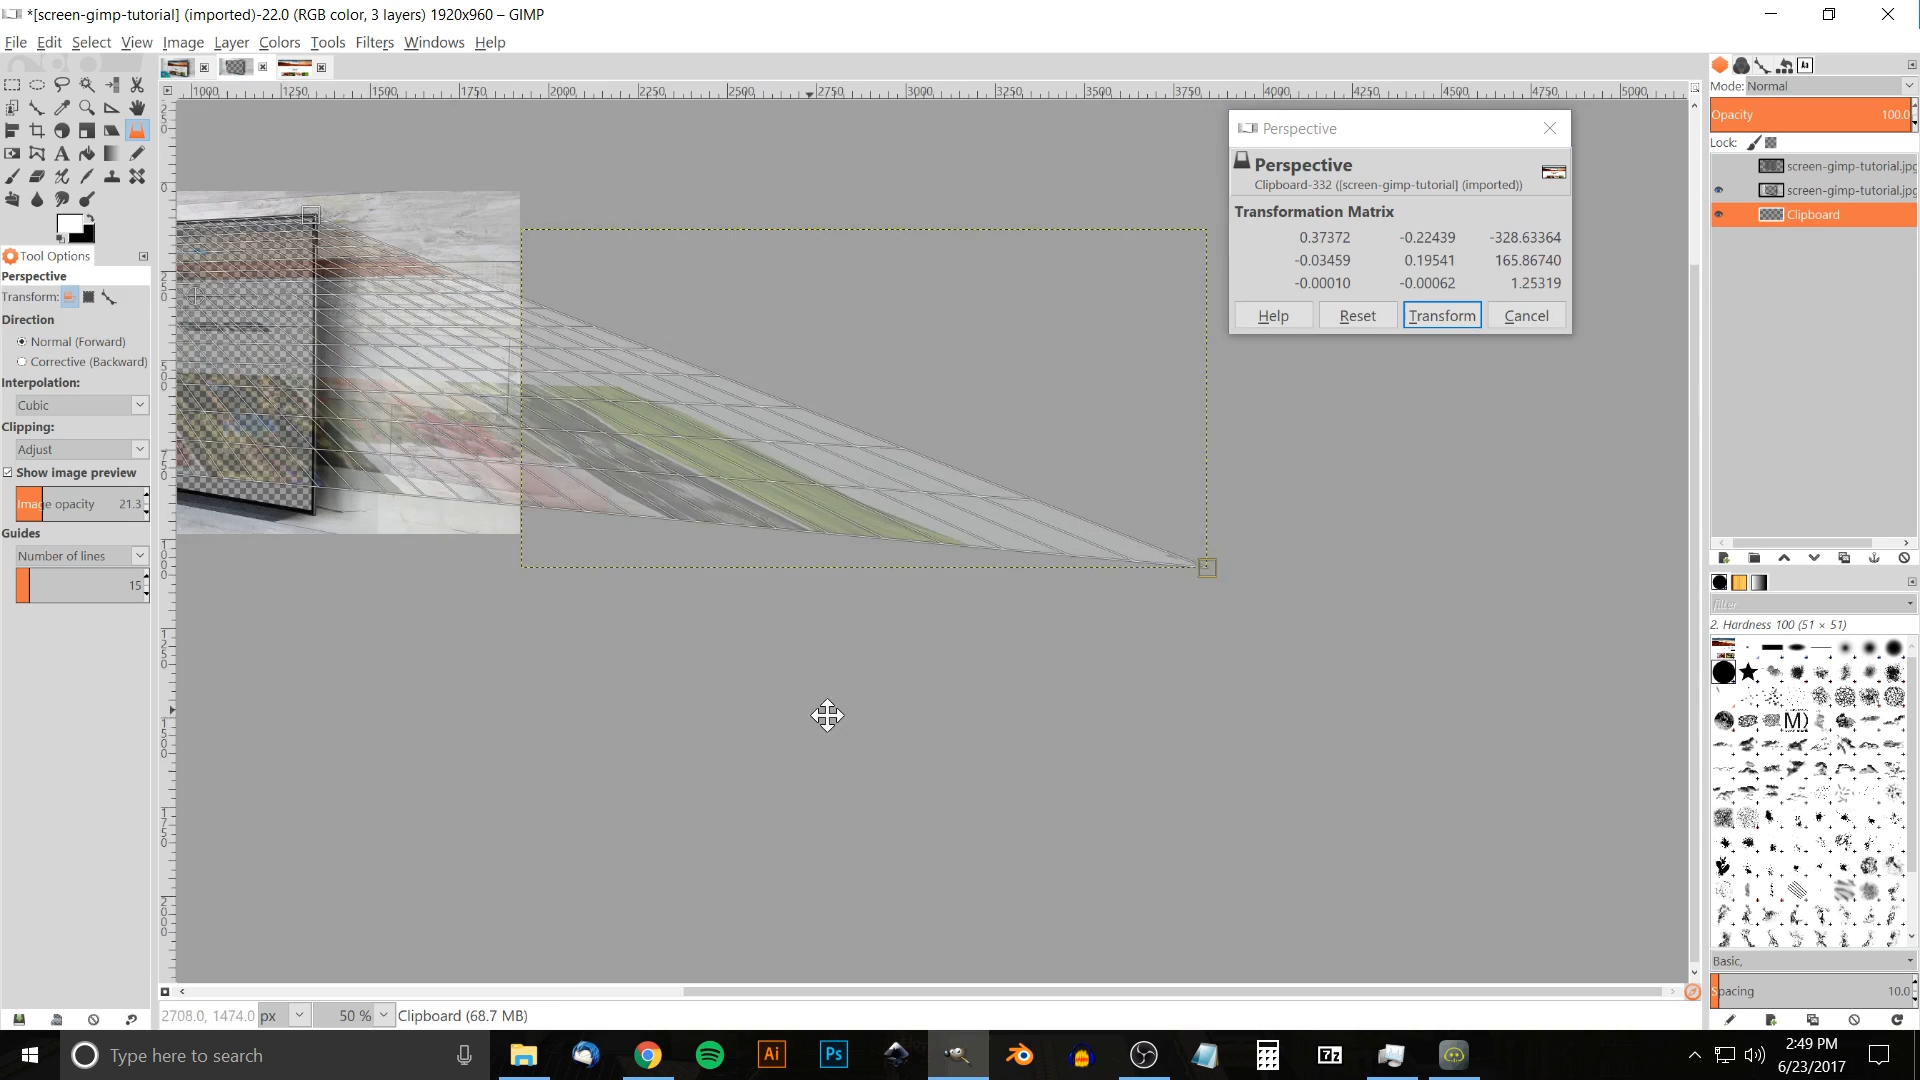 *[screen-gimp-tutorial] (imported)-22.0 (RGB color, 3 layers) 1920x960 – GIMP
File Edit Select View Image Layer Colors Tools Filters Windows Help
1000 1250 1500 1750 2000 2250 2500 2750 3000 3250 3500 3750 4000 4250 4500 4750 5000
Mode: Normal
Opacity 100.0
Lock:
screen-gimp-tutorial.jpg
screen-gimp-tutorial.jpg
Clipboard
Perspective
Perspective
Clipboard-332 ([screen-gimp-tutorial] (imported))
Transformation Matrix
0.37372 -0.22439 -328.63364
-0.03459 0.19541 165.86740
-0.00010 -0.00062 1.25319
Help Reset Transform Cancel
Tool Options
Perspective
Transform:
Direction
Normal (Forward)
Corrective (Backward)
Interpolation:
Cubic
Clipping:
Adjust
Show image preview
Image opacity 21.3
Guides
Number of lines
15
filter
2. Hardness 100 (51 × 51)
Basic,
Spacing 10.0
2708.0, 1474.0 px 50 % Clipboard (68.7 MB)
Type here to search
Ai
Ps
7z
2:49 PM
6/23/2017